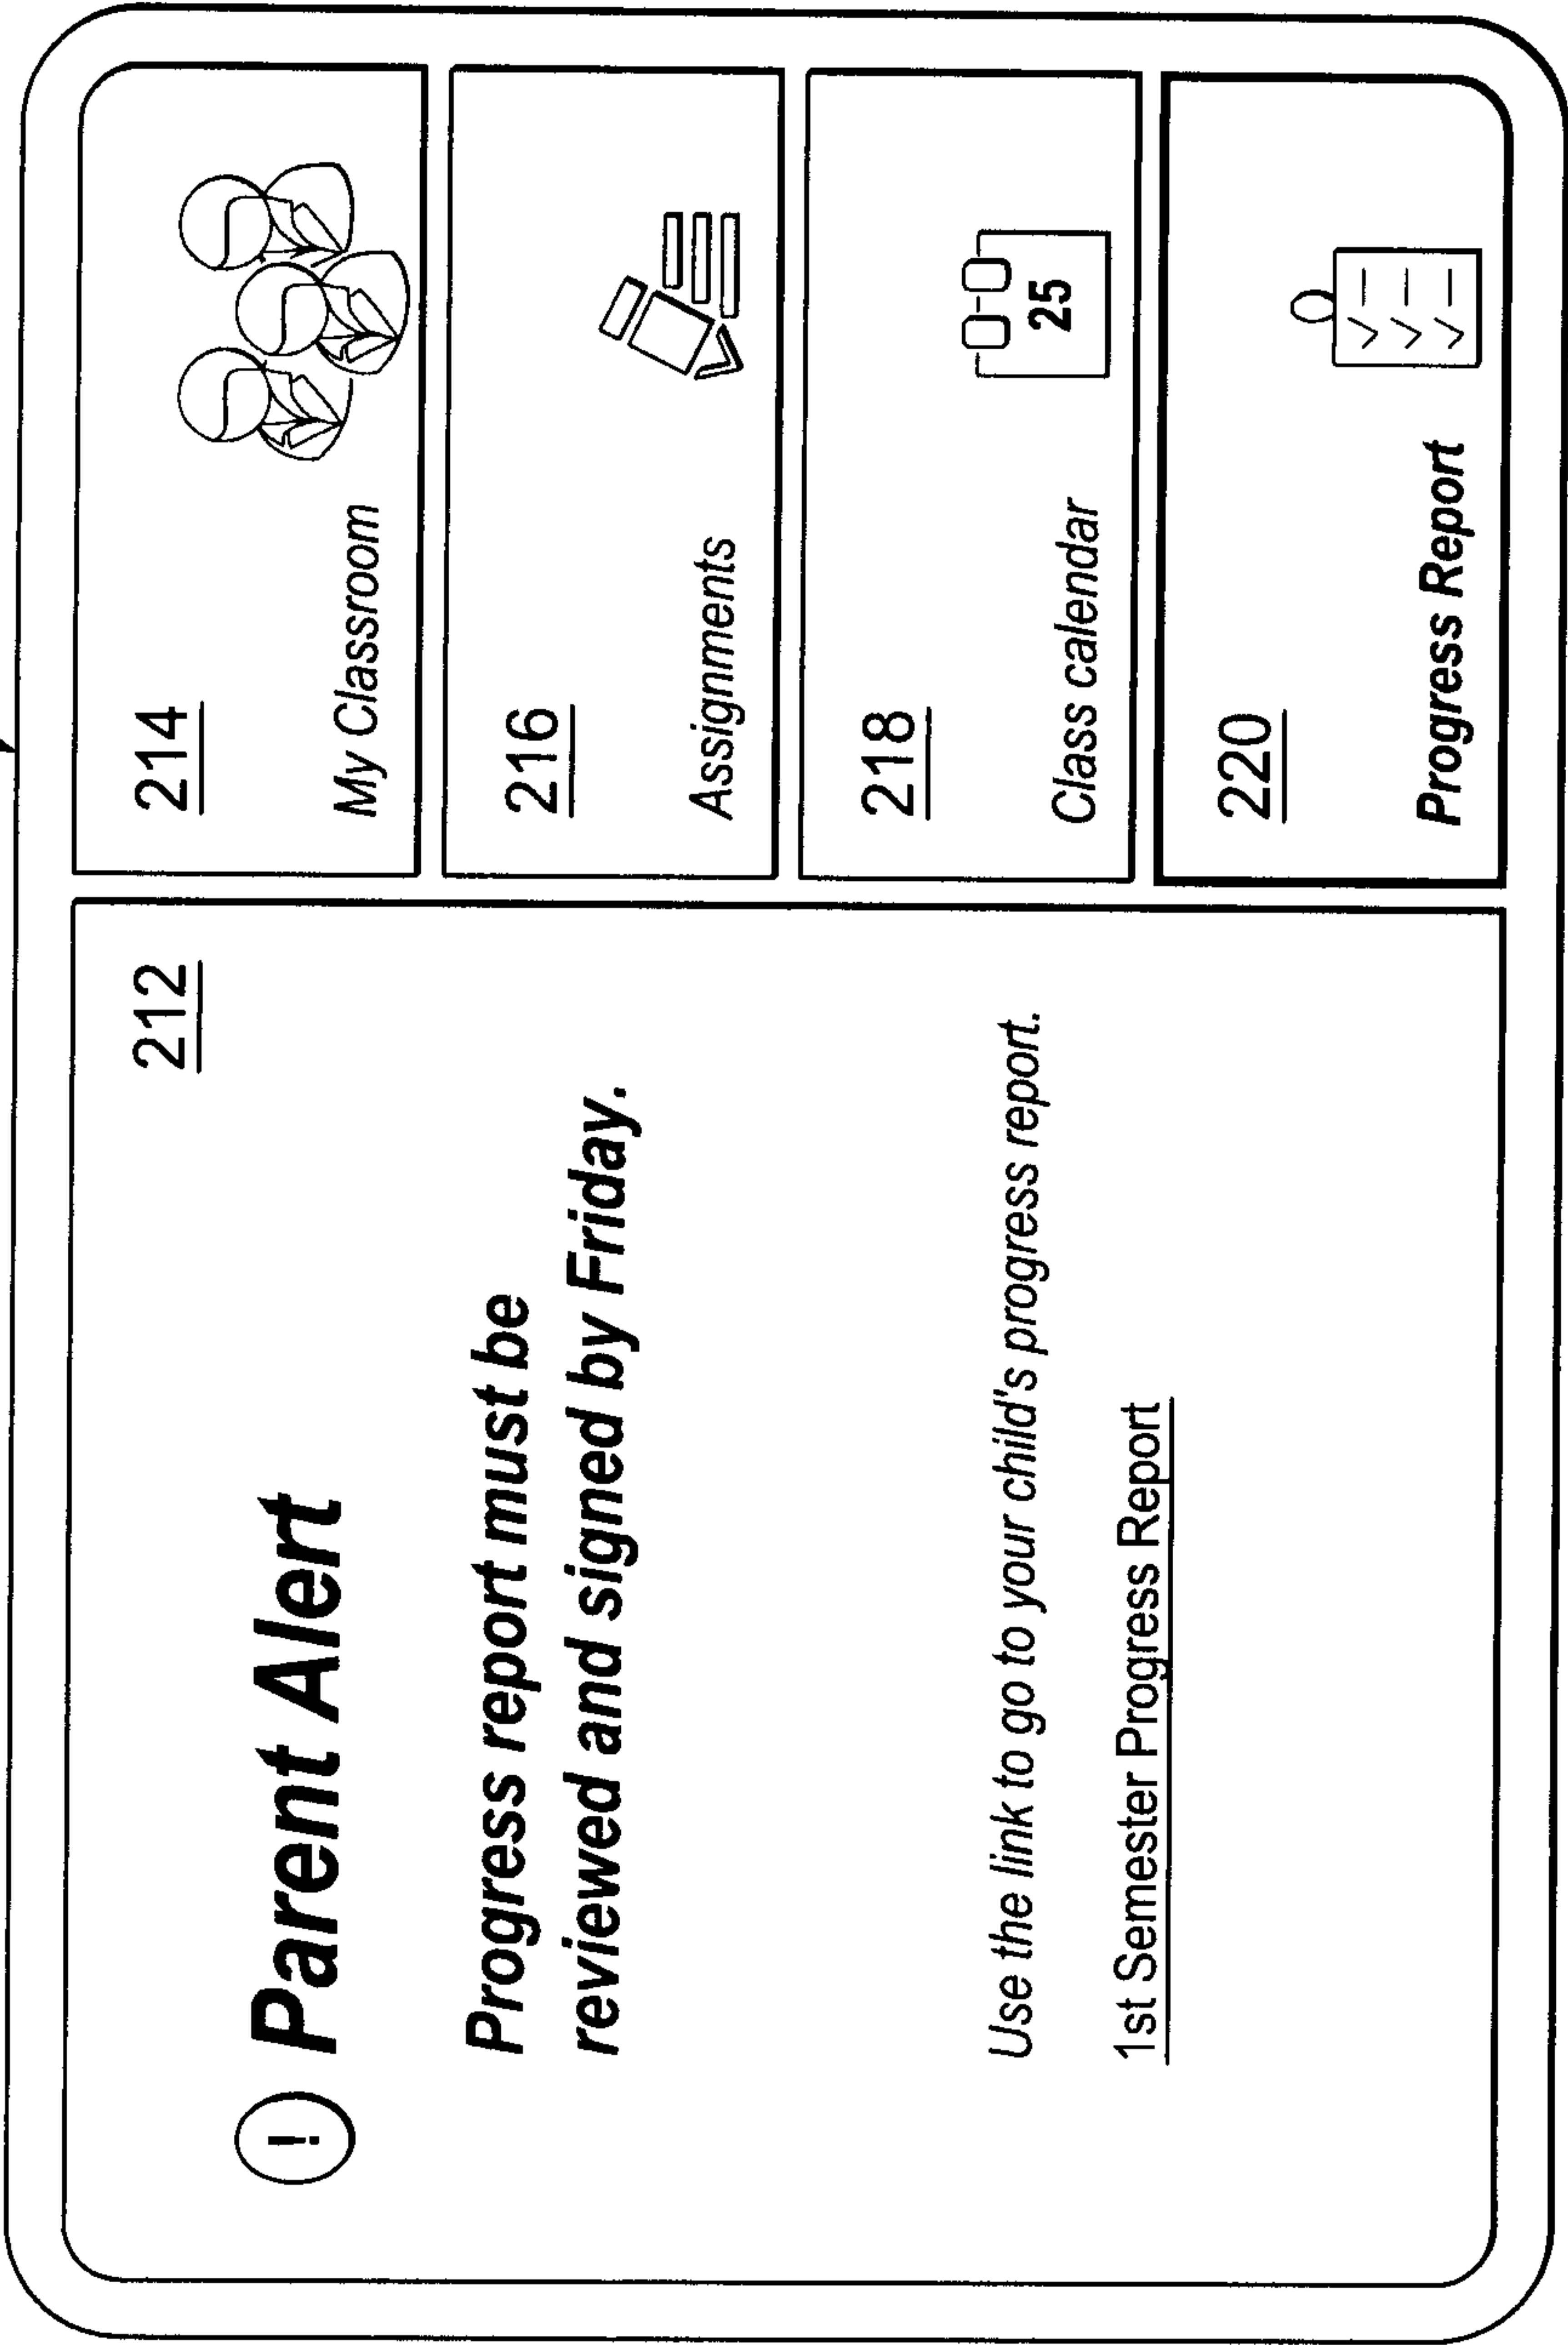 212
! Parent Alert
Progress report must be
reviewed and signed by Friday.
Use the link to go to your child's progress report.
1st Semester Progress Report
214
My Classroom
216
Assignments
218
25
Class calendar
220
Progress Report